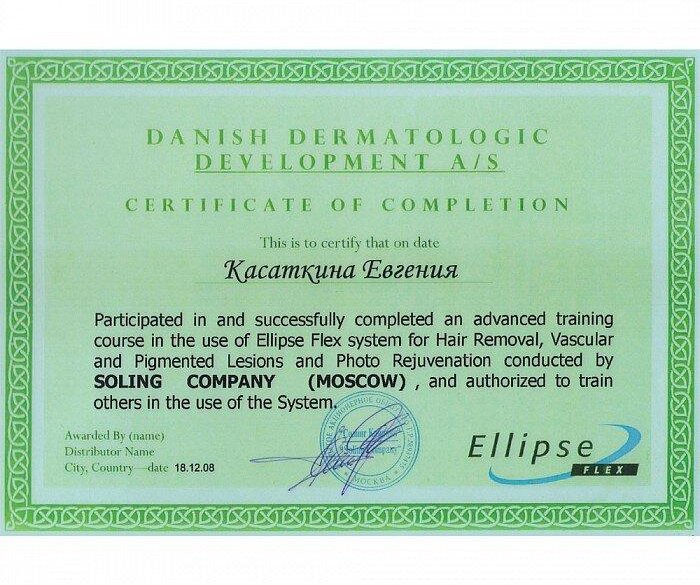 DANISH DERMATOLOGIC
DEVELOPMENT A/S
CERTIFICATE OF COMPLETION
This is to certify that on date
Касаткина Евгения
Participated in and successfully completed an advanced training
course in the use of Ellipse Flex system for Hair Removal, Vascular
and Pigmented Lesions and Photo Rejuvenation conducted by
SOLING COMPANY (MOSCOW) , and authorized to train
others in the use of the System.
Awarded By (name)
Distributor Name
City, Country—date 18.12.08
АКЦИОНЕРНОЕ
МОСКВА
Ellipse
FLEX